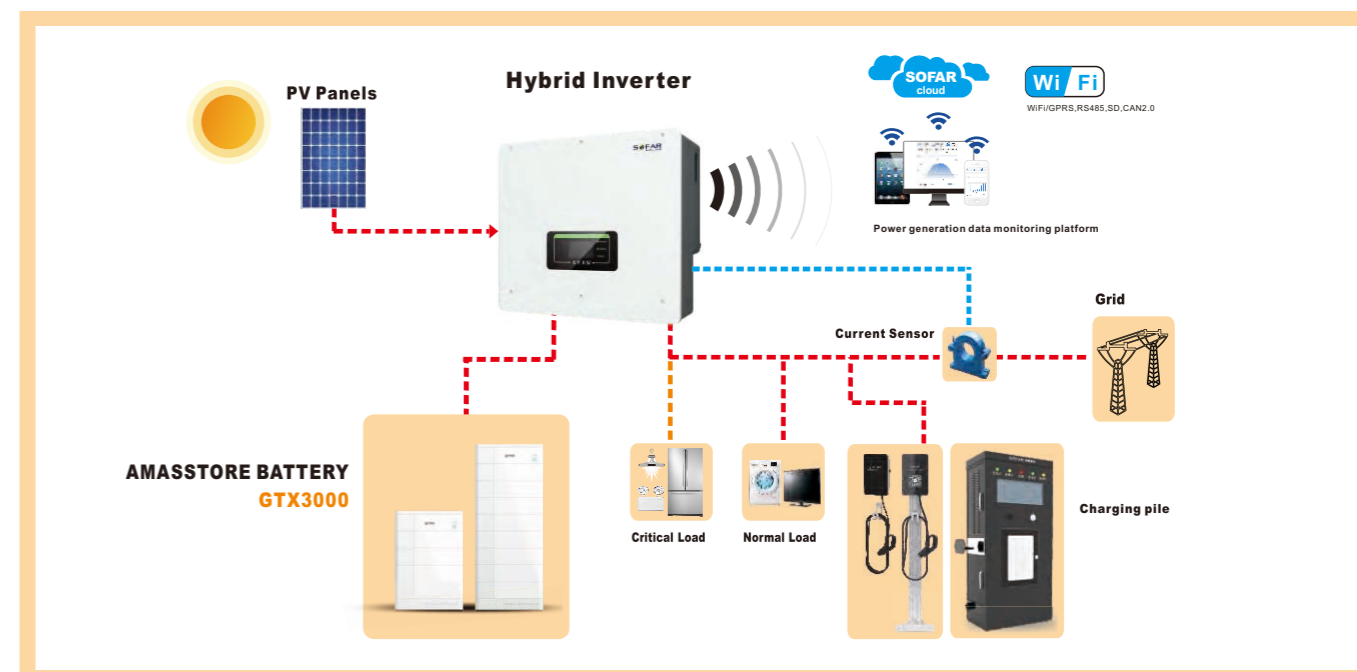 Hybrid Inverter
PV Panels
SOFAR
cloud
Wi Fi
WiFi/GPRS,RS485,SD,CAN2.0
SOFAR
Power generation data monitoring platform
Grid
Current Sensor
AMASSTORE BATTERY
GTX3000
Critical Load
Normal Load
Charging pile